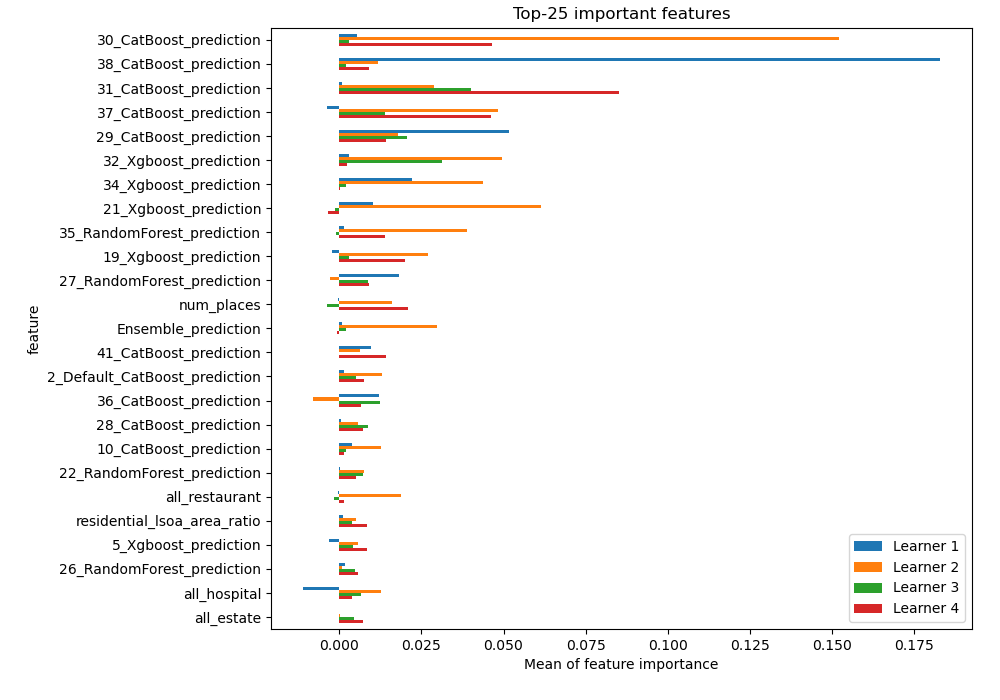 Top-25 important features
30_CatBoost_prediction
38_CatBoost_prediction
31_CatBoost_prediction
37_CatBoost_prediction
29_CatBoost_prediction
32_Xgboost_prediction
34_Xgboost_prediction
21_Xgboost_prediction
35_RandomForest_prediction
19_Xgboost_prediction
27_RandomForest_prediction
num_places
Ensemble_prediction
41_CatBoost_prediction
2_Default_CatBoost_prediction
36_CatBoost_prediction
28_CatBoost_prediction
10_CatBoost_prediction
22_RandomForest_prediction
all_restaurant
residential_lsoa_area_ratio
5_Xgboost_prediction
26_RandomForest_prediction
all_hospital
all_estate
feature
Learner 1
Learner 2
Learner 3
Learner 4
0.000 0.025 0.050 0.075 0.100 0.125 0.150 0.175
Mean of feature importance